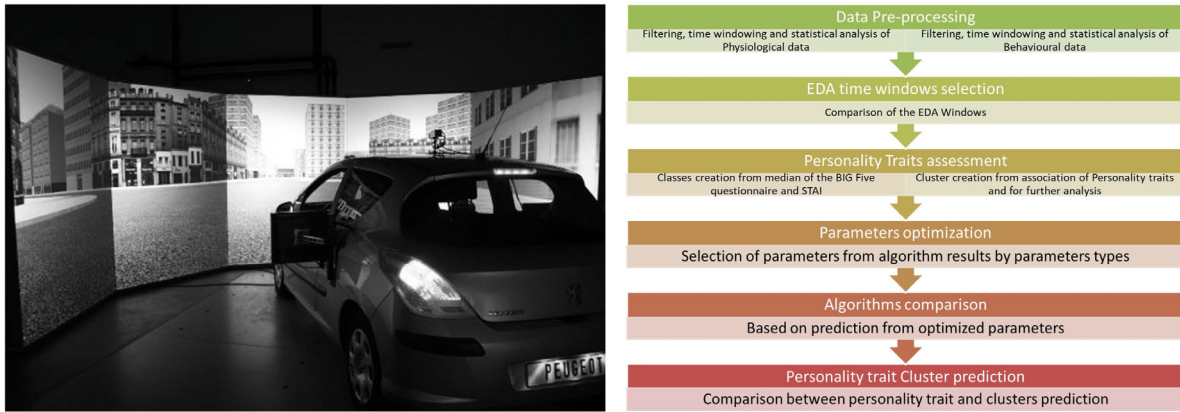 PEUGEOT
Data Pre-processing
Filtering, time windowing and statistical analysis of
Physiological data
Filtering, time windowing and statistical analysis of
Behavioural data
EDA time windows selection
Comparison of the EDA Windows
Personality Traits assessment
Classes creation from median of the BIG Five
questionnaire and STAI
Cluster creation from association of Personality traits
and for further analysis
Parameters optimization
Selection of parameters from algorithm results by parameters types
Algorithms comparison
Based on prediction from optimized parameters
Personality trait Cluster prediction
Comparison between personality trait and clusters prediction